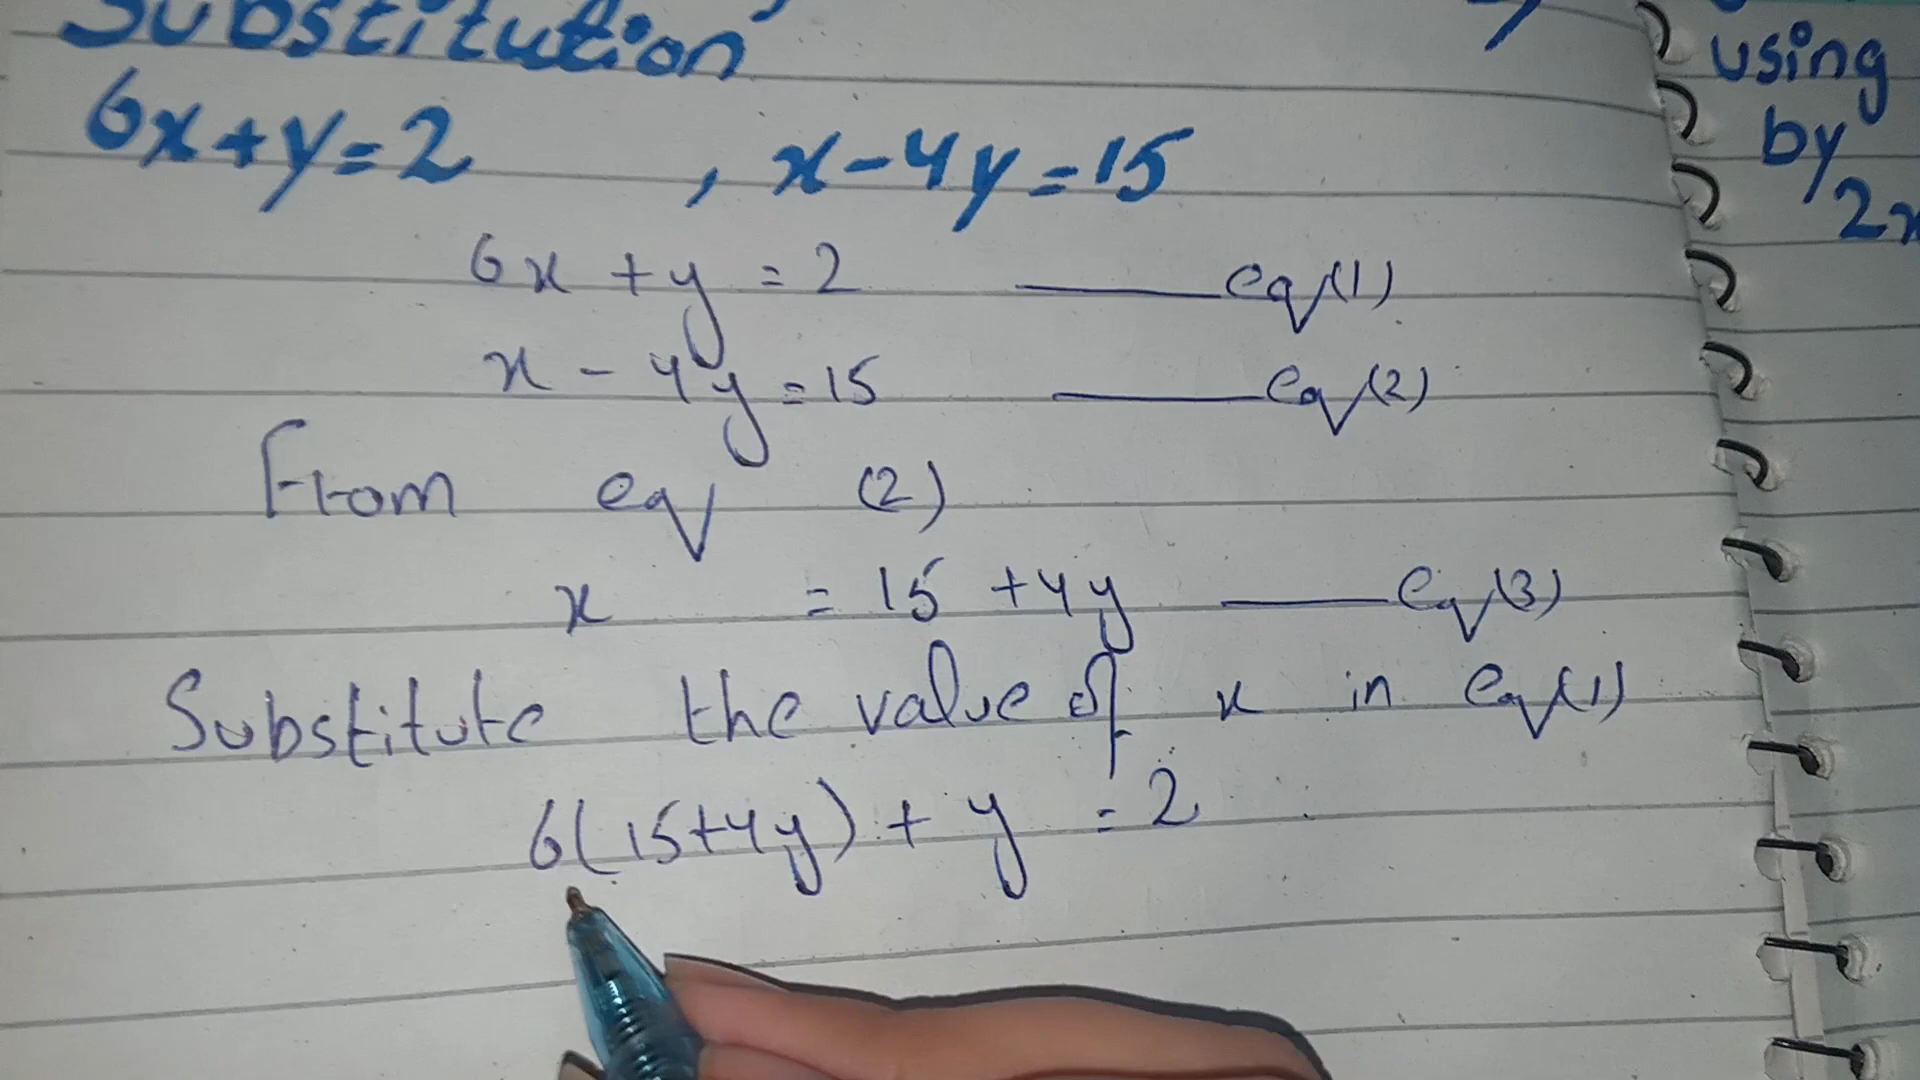 Substitution
6x+y=2 , x-4y=15
6x + y = 2 —— eq(1)
x - 4y = 15 —— eq(2)
From eq (2)
x = 15 + 4y —— eq(3)
Substitute the value of x in eq(1)
6(15+4y) + y = 2
using
by
2x